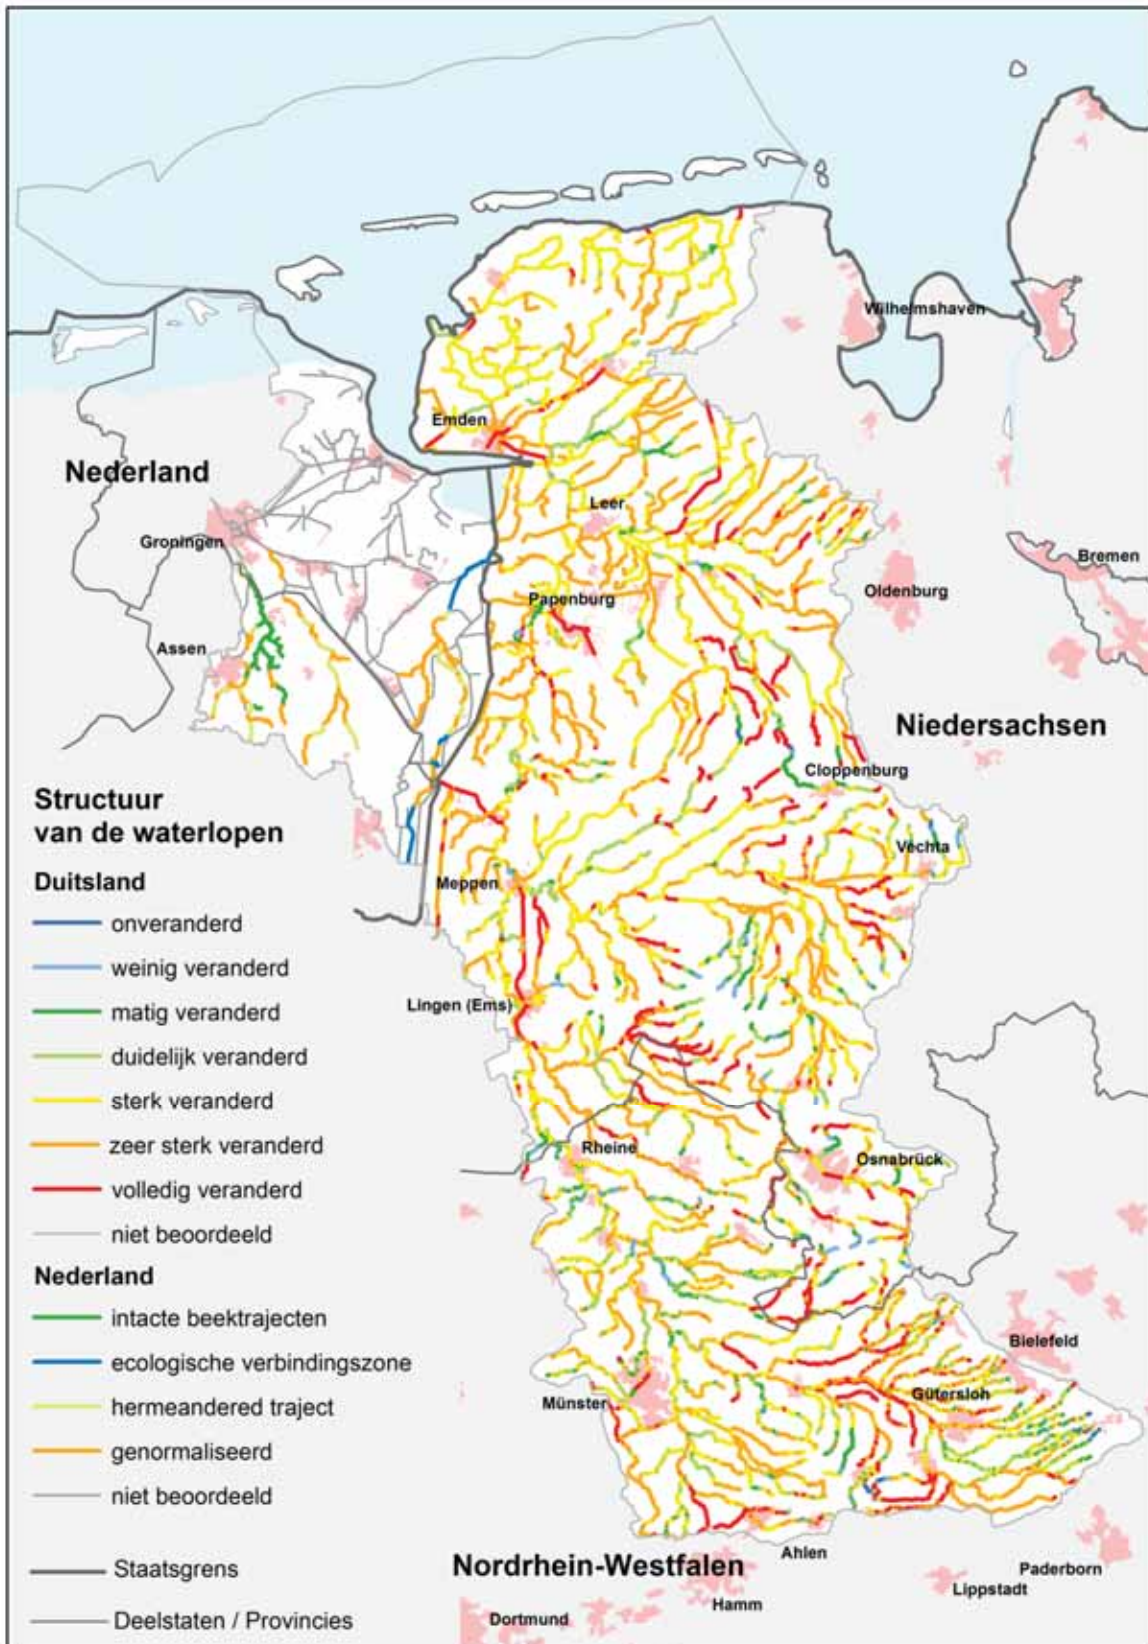 Wilhelmshaven
Emden
Nederland
Leer
Groningen
Bremen
Oldenburg
Papenburg
Assen
Niedersachsen
Cloppenburg
Structuur
van de waterlopen
Vechta
Duitsland
Meppen
onveranderd
weinig veranderd
Lingen (Ems)
matig veranderd
duidelijk veranderd
sterk veranderd
zeer sterk veranderd
Rheine
Osnabrück
volledig veranderd
niet beoordeeld
Nederland
intacte beektrajecten
Bielefeld
ecologische verbindingszone
Gütersloh
Münster
hermeandered traject
genormaliseerd
niet beoordeeld
Ahlen
Nordrhein-Westfalen
Staatsgrens
Paderborn
Lippstadt
Hamm
Dortmund
Deelstaten / Provincies